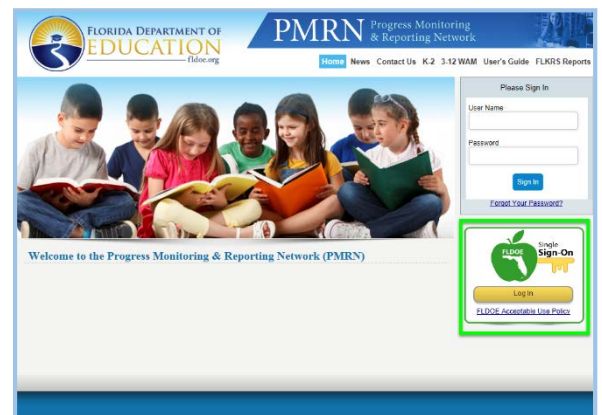 FLORIDA DEPARTMENT OF
EDUCATION
fldoe.org
PMRN Progress Monitoring
& Reporting Network
Home News Contact Us K-2 3-12 WAM User's Guide FLKRS Reports
Please Sign In
User Name
Password
Sign In
Forgot Your Password?
Welcome to the Progress Monitoring & Reporting Network (PMRN)
FLDOE
Single
Sign-On
Log In
FLDOE Acceptable Use Policy